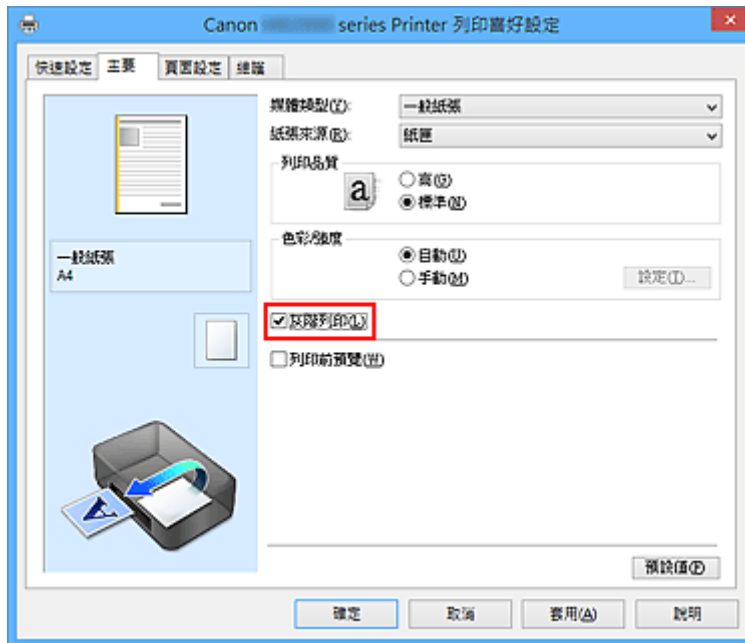 Canon series Printer 列印喜好設定
快速設定 主要 頁面設定 維護
媒體類型(Y): 一般紙張
紙張來源(R): 紙匣
列印品質
a
高(G)
標準(N)
色彩/強度
自動(U)
手動(M) 設定(T)...
一般紙張
A4
灰階列印(L)
列印前預覽(W)
A
預設值(F)
確定 取消 套用(A) 說明